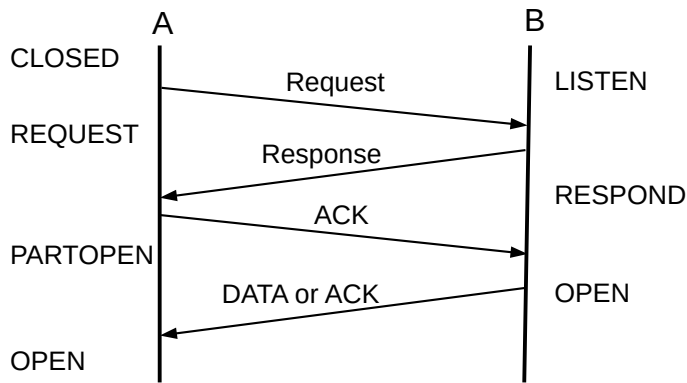 A
B
CLOSED
Request
LISTEN
REQUEST
Response
RESPOND
ACK
PARTOPEN
DATA or ACK
OPEN
OPEN